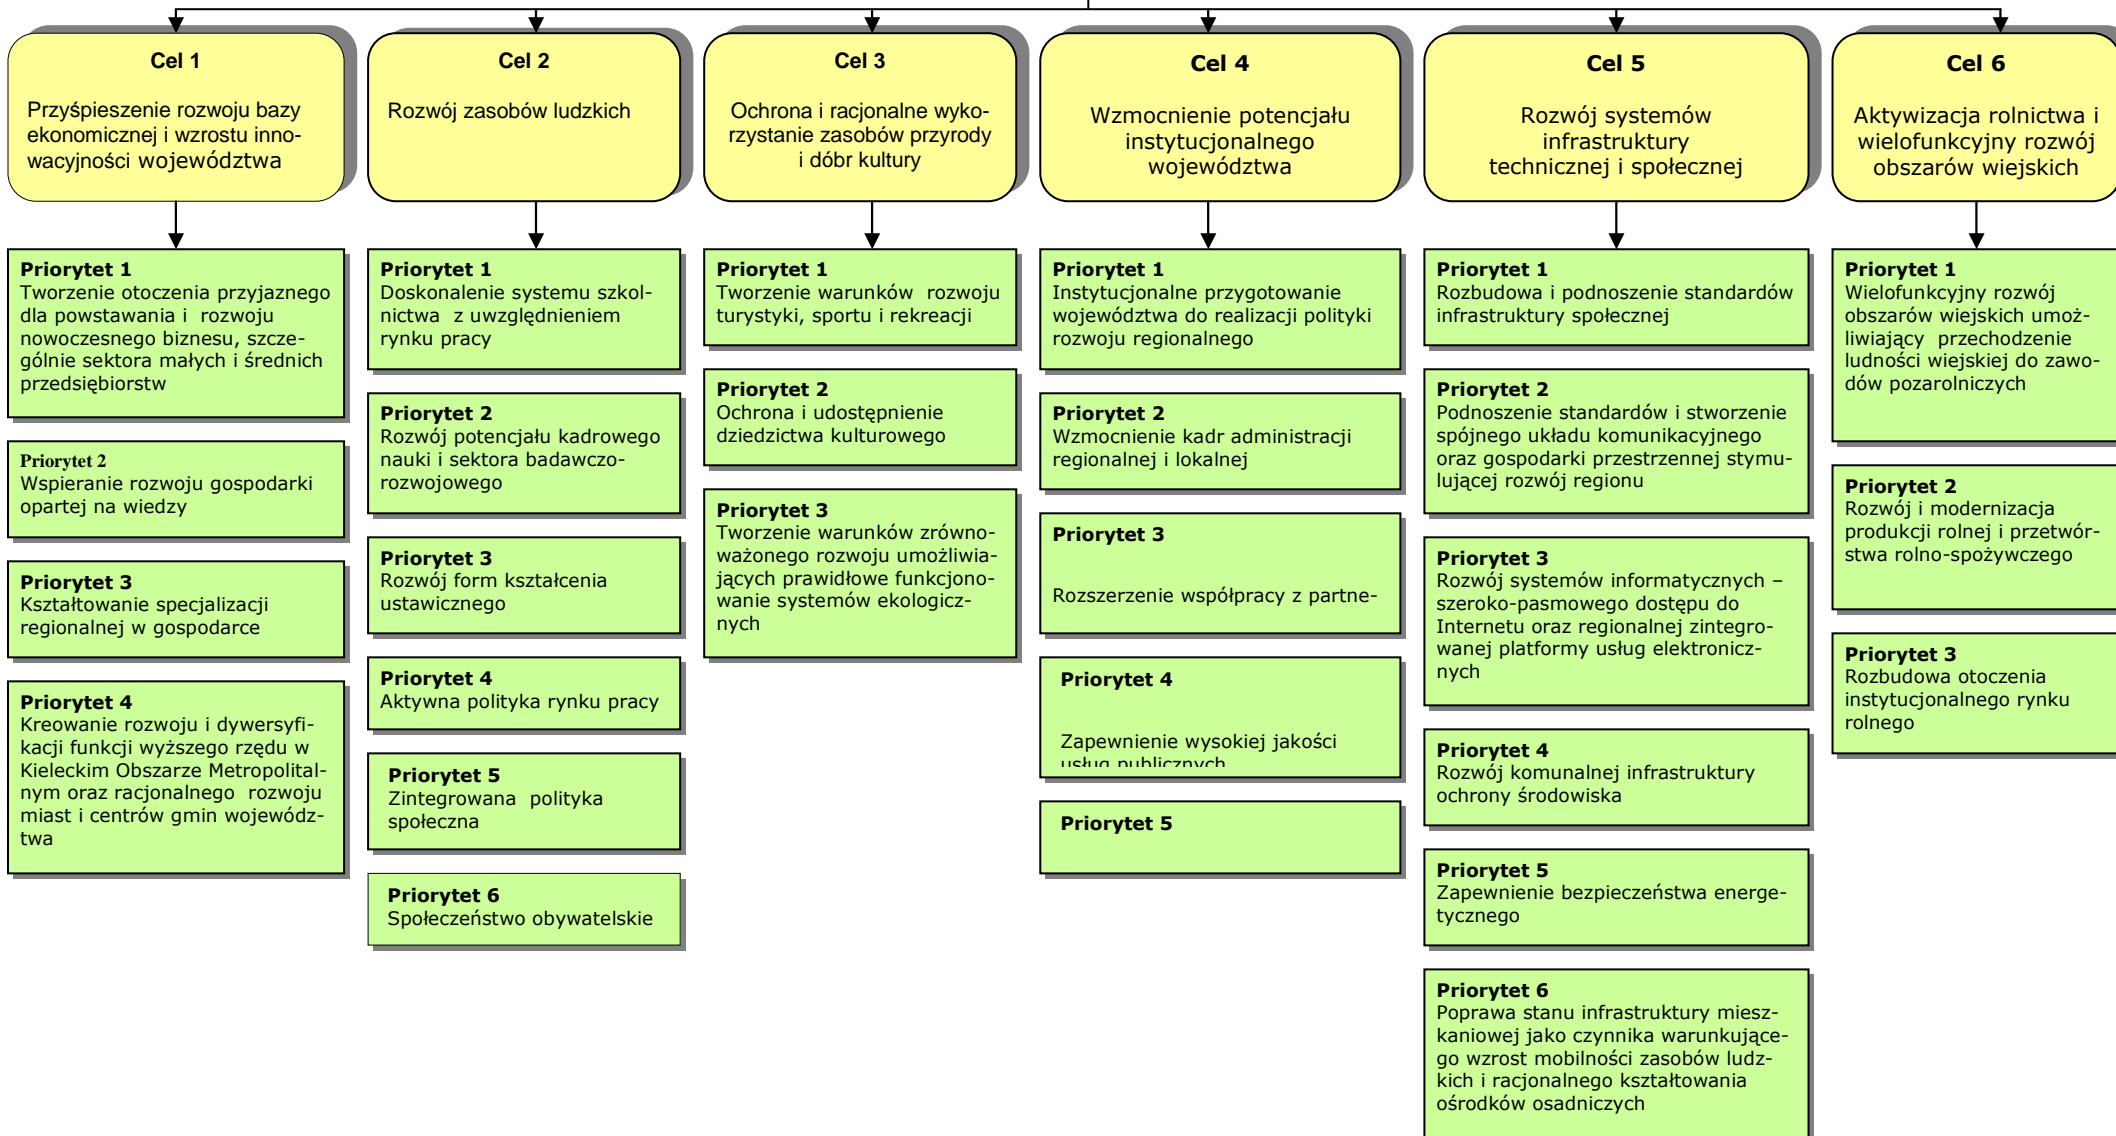 Cel 1
Przyśpieszenie rozwoju bazy
ekonomicznej i wzrostu inno-
wacyjności województwa
Priorytet 1
Tworzenie otoczenia przyjaznego
dla powstawania i rozwoju
nowoczesnego biznesu, szcze-
gólnie sektora małych i średnich
przedsiębiorstw
Priorytet 2
Wspieranie rozwoju gospodarki
opartej na wiedzy
Priorytet 3
Kształtowanie specjalizacji
regionalnej w gospodarce
Priorytet 4
Kreowanie rozwoju i dywersyfi-
kacji funkcji wyższego rzędu w
Kieleckim Obszarze Metropolital-
nym oraz racjonalnego rozwoju
miast i centrów gmin wojewódz-
twa
Cel 2
Rozwój zasobów ludzkich
Priorytet 1
Doskonalenie systemu szkol-
nictwa z uwzględnieniem
rynku pracy
Priorytet 2
Rozwój potencjału kadrowego
nauki i sektora badawczo-
rozwojowego
Priorytet 3
Rozwój form kształcenia
ustawicznego
Priorytet 4
Aktywna polityka rynku pracy
Priorytet 5
Zintegrowana polityka
społeczna
Priorytet 6
Społeczeństwo obywatelskie
Cel 3
Ochrona i racjonalne wyko-
rzystanie zasobów przyrody
i dóbr kultury
Priorytet 1
Tworzenie warunków rozwoju
turystyki, sportu i rekreacji
Priorytet 2
Ochrona i udostępnienie
dziedzictwa kulturowego
Priorytet 3
Tworzenie warunków zrówno-
ważonego rozwoju umożliwia-
jących prawidłowe funkcjono-
wanie systemów ekologicz-
nych
Cel 4
Wzmocnienie potencjału
instytucjonalnego
województwa
Priorytet 1
Instytucjonalne przygotowanie
województwa do realizacji polityki
rozwoju regionalnego
Priorytet 2
Wzmocnienie kadr administracji
regionalnej i lokalnej
Priorytet 3
Rozszerzenie współpracy z partne-
Priorytet 4
Zapewnienie wysokiej jakości
usług publicznych
Priorytet 5
Cel 5
Rozwój systemów
infrastruktury
technicznej i społecznej
Priorytet 1
Rozbudowa i podnoszenie standardów
infrastruktury społecznej
Priorytet 2
Podnoszenie standardów i stworzenie
spójnego układu komunikacyjnego
oraz gospodarki przestrzennej stymu-
lującej rozwój regionu
Priorytet 3
Rozwój systemów informatycznych –
szeroko-pasmowego dostępu do
Internetu oraz regionalnej zintegro-
wanej platformy usług elektronicz-
nych
Priorytet 4
Rozwój komunalnej infrastruktury
ochrony środowiska
Priorytet 5
Zapewnienie bezpieczeństwa energe-
tycznego
Priorytet 6
Poprawa stanu infrastruktury miesz-
kaniowej jako czynnika warunkujące-
go wzrost mobilności zasobów ludz-
kich i racjonalnego kształtowania
ośrodków osadniczych
Cel 6
Aktywizacja rolnictwa i
wielofunkcyjny rozwój
obszarów wiejskich
Priorytet 1
Wielofunkcyjny rozwój
obszarów wiejskich umoż-
liwiający przechodzenie
ludności wiejskiej do zawo-
dów pozarolniczych
Priorytet 2
Rozwój i modernizacja
produkcji rolnej i przetwór-
stwa rolno-spożywczego
Priorytet 3
Rozbudowa otoczenia
instytucjonalnego rynku
rolnego